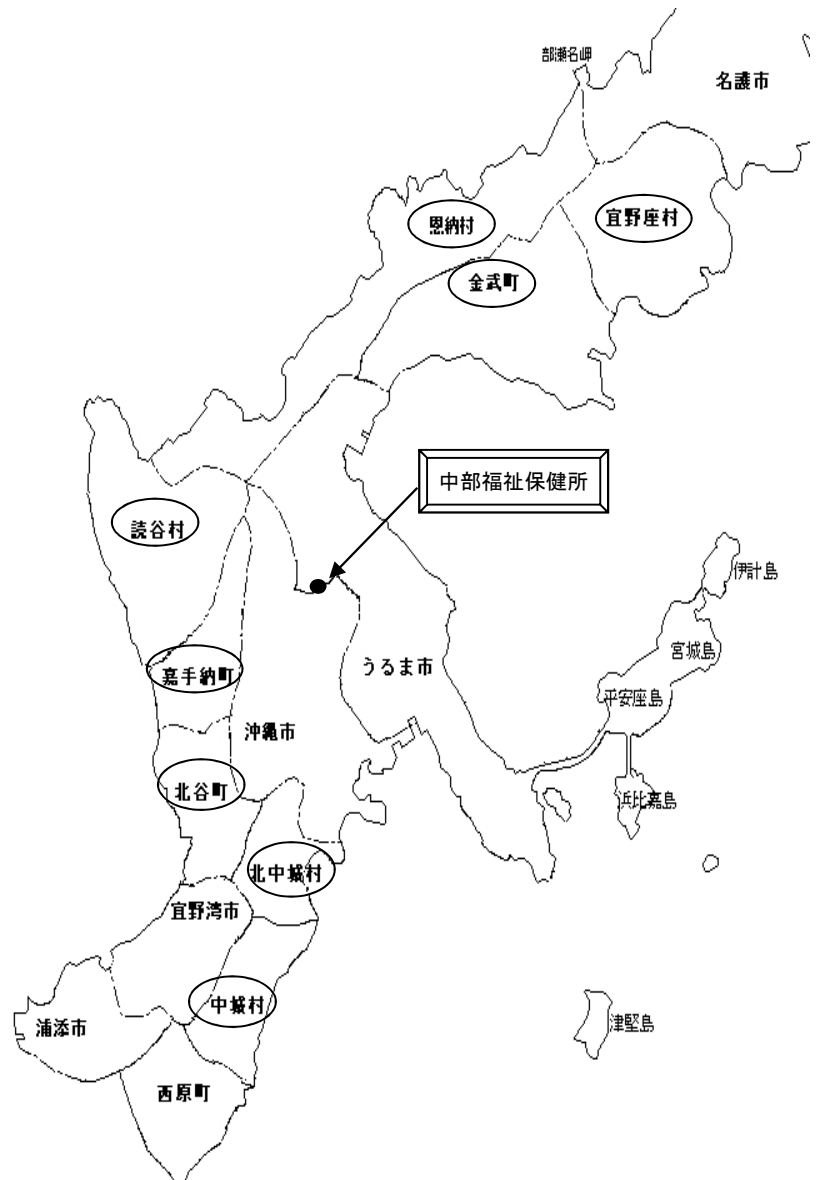 部瀬名岬
名護市
恩納村
宜野座村
金武町
中部福祉保健所
読谷村
伊計島
宮城島
うるま市
嘉手納町
平安座島
沖縄市
北谷町
浜比嘉島
北中城村
宜野湾市
中城村
浦添市
津堅島
西原町